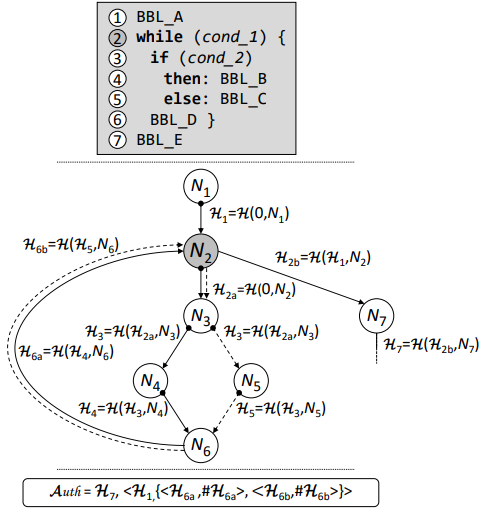 1 BBL_A
2 while (cond_1) {
3 if (cond_2)
4 then: BBL_B
5 else: BBL_C
6 BBL_D }
7 BBL_E
N1
ℋ1=ℋ(0,N1)
ℋ6b=ℋ(ℋ5,N6)
N2
ℋ2b=ℋ(ℋ1,N2)
ℋ2a=ℋ(0,N2)
N3
N7
ℋ3=ℋ(ℋ2a,N3)
ℋ3=ℋ(ℋ2a,N3)
ℋ7=ℋ(ℋ2b,N7)
ℋ6a=ℋ(ℋ4,N6)
N4
N5
ℋ4=ℋ(ℋ3,N4)
ℋ5=ℋ(ℋ3,N5)
N6
Auth = ℋ7, <ℋ1,{<ℋ6a,#ℋ6a>, <ℋ6b,#ℋ6b>}>